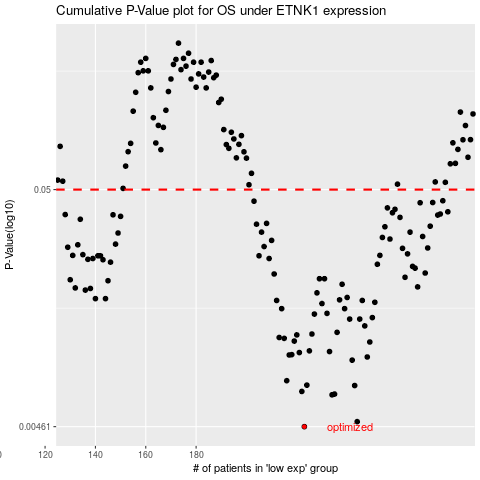 Cumulative P-Value plot for OS under ETNK1 expression
P-Value(log10)
0.05
0.00461
optimized
0 120 140 160 180
# of patients in 'low exp' group